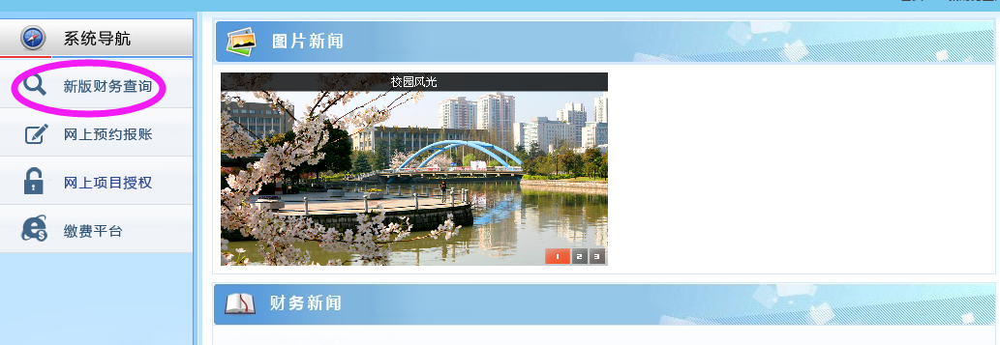 系统导航
新版财务查询
网上预约报账
网上项目授权
缴费平台
图片新闻
校园风光
1 2 3
财务新闻